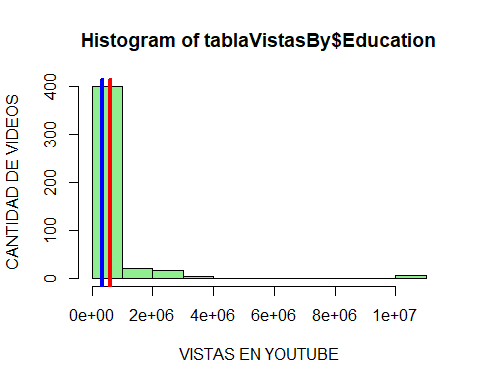 Histogram of tablaVistasBy$Education
CANTIDAD DE VIDEOS
400
300
200
100
0
0e+00 2e+06 4e+06 6e+06 8e+06 1e+07
VISTAS EN YOUTUBE